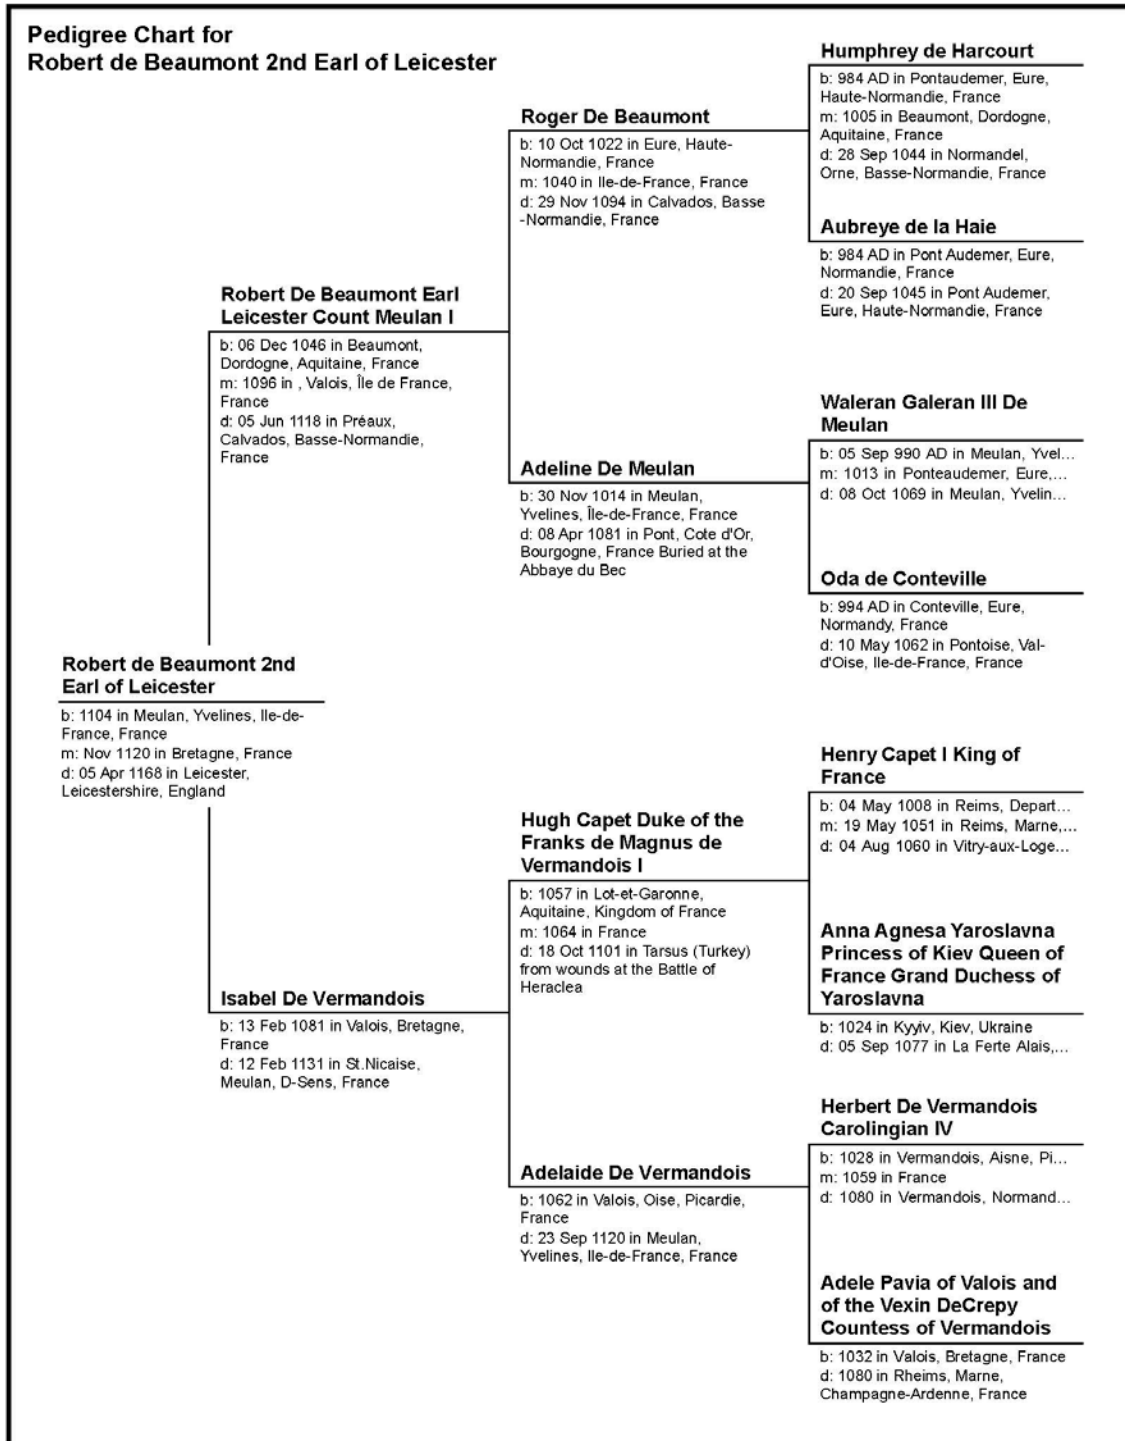 Pedigree Chart for
Robert de Beaumont 2nd Earl of Leicester
Humphrey de Harcourt
b: 984 AD in Pontaudemer, Eure,
Haute-Normandie, France
m: 1005 in Beaumont, Dordogne,
Aquitaine, France
d: 28 Sep 1044 in Normandel,
Orne, Basse-Normandie, France
Roger De Beaumont
b: 10 Oct 1022 in Eure, Haute-
Normandie, France
m: 1040 in Ile-de-France, France
d: 29 Nov 1094 in Calvados, Basse
-Normandie, France
Aubreye de la Haie
b: 984 AD in Pont Audemer, Eure,
Normandie, France
d: 20 Sep 1045 in Pont Audemer,
Eure, Haute-Normandie, France
Robert De Beaumont Earl
Leicester Count Meulan I
b: 06 Dec 1046 in Beaumont,
Dordogne, Aquitaine, France
m: 1096 in , Valois, Île de France,
France
d: 05 Jun 1118 in Préaux,
Calvados, Basse-Normandie,
France
Waleran Galeran III De
Meulan
b: 05 Sep 990 AD in Meulan, Yvel...
m: 1013 in Ponteaudemer, Eure,...
d: 08 Oct 1069 in Meulan, Yvelin...
Adeline De Meulan
b: 30 Nov 1014 in Meulan,
Yvelines, Île-de-France, France
d: 08 Apr 1081 in Pont, Cote d'Or,
Bourgogne, France Buried at the
Abbaye du Bec
Oda de Conteville
b: 994 AD in Conteville, Eure,
Normandy, France
d: 10 May 1062 in Pontoise, Val-
d'Oise, Ile-de-France, France
Robert de Beaumont 2nd
Earl of Leicester
b: 1104 in Meulan, Yvelines, Ile-de-
France, France
m: Nov 1120 in Bretagne, France
d: 05 Apr 1168 in Leicester,
Leicestershire, England
Henry Capet I King of
France
b: 04 May 1008 in Reims, Depart...
m: 19 May 1051 in Reims, Marne,...
d: 04 Aug 1060 in Vitry-aux-Loge...
Hugh Capet Duke of the
Franks de Magnus de
Vermandois I
b: 1057 in Lot-et-Garonne,
Aquitaine, Kingdom of France
m: 1064 in France
d: 18 Oct 1101 in Tarsus (Turkey)
from wounds at the Battle of
Heraclea
Anna Agnesa Yaroslavna
Princess of Kiev Queen of
France Grand Duchess of
Yaroslavna
b: 1024 in Kyyiv, Kiev, Ukraine
d: 05 Sep 1077 in La Ferte Alais,...
Isabel De Vermandois
b: 13 Feb 1081 in Valois, Bretagne,
France
d: 12 Feb 1131 in St.Nicaise,
Meulan, D-Sens, France
Herbert De Vermandois
Carolingian IV
b: 1028 in Vermandois, Aisne, Pi...
m: 1059 in France
d: 1080 in Vermandois, Normand...
Adelaide De Vermandois
b: 1062 in Valois, Oise, Picardie,
France
d: 23 Sep 1120 in Meulan,
Yvelines, Ile-de-France, France
Adele Pavia of Valois and
of the Vexin DeCrepy
Countess of Vermandois
b: 1032 in Valois, Bretagne, France
d: 1080 in Rheims, Marne,
Champagne-Ardenne, France